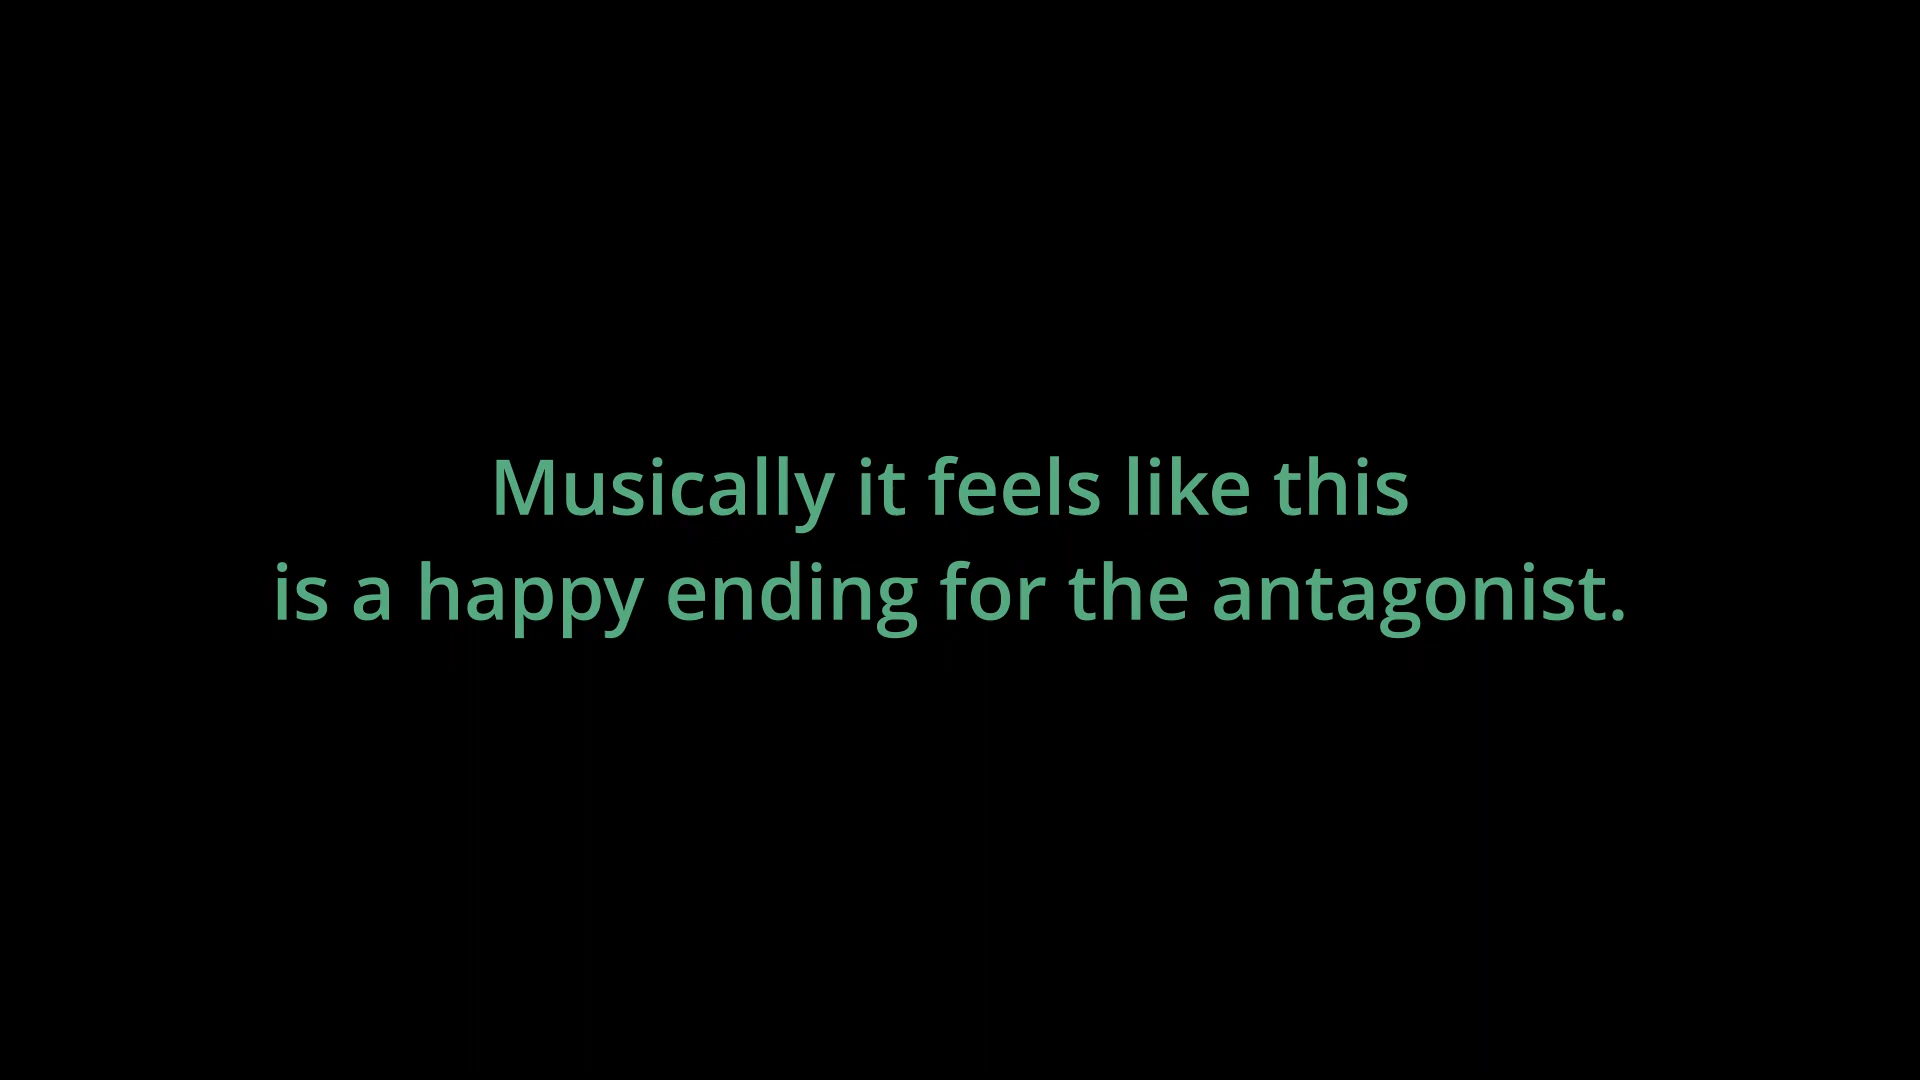 Musically it feels like this
is a happy ending for the antagonist.